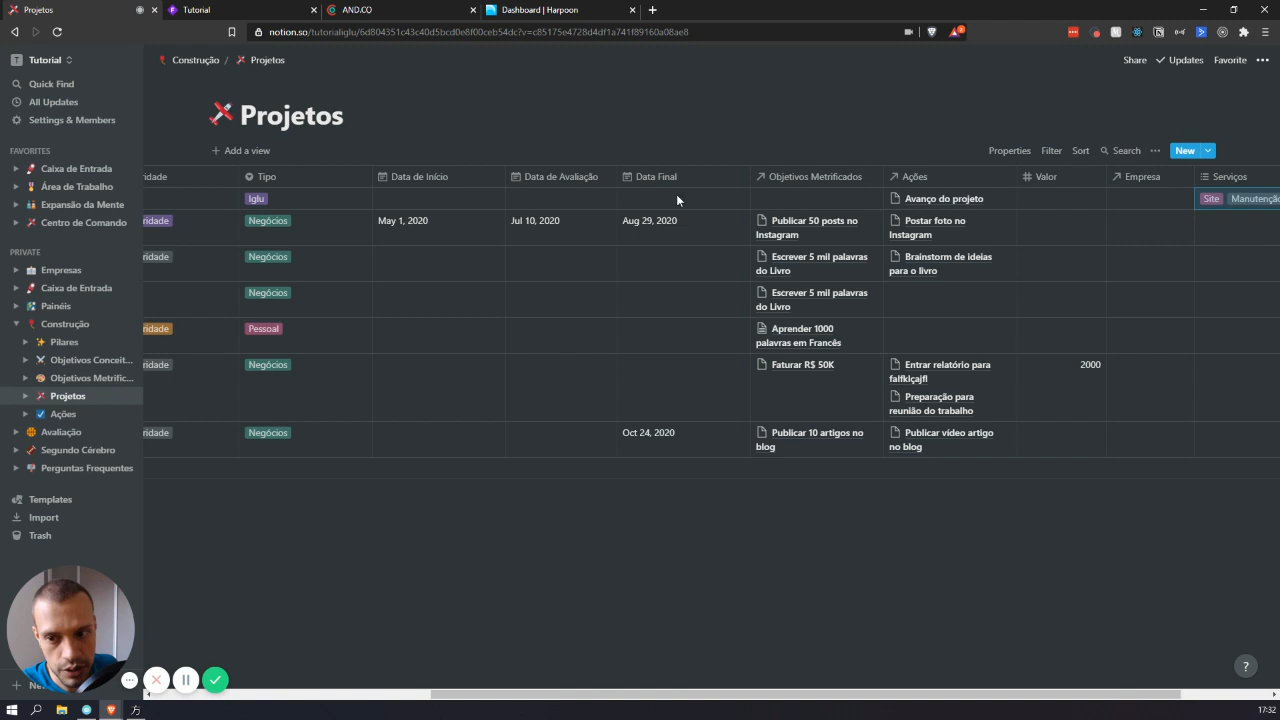 Projetos
Tutorial
AND.CO
Dashboard | Harpoon
notion.so/tutorialiglu/6d804351c43c40d5bcd0e8f00ceb54dc?v=c85175e4728d4df1a741f89160a08ae8
T Tutorial
Construção / Projetos
Share Updates Favorite
Quick Find
All Updates
Settings & Members
FAVORITES
Caixa de Entrada
Área de Trabalho
Expansão da Mente
Centro de Comando
PRIVATE
Empresas
Caixa de Entrada
Painéis
Construção
Pilares
Objetivos Conceit...
Objetivos Metrific...
Projetos
Ações
Avaliação
Segundo Cérebro
Perguntas Frequentes
Templates
Import
Trash
Projetos
+ Add a view
Properties Filter Sort Search New
ridade Tipo Data de Início Data de Avaliação Data Final Objetivos Metrificados Ações Valor Empresa Serviços
Iglu Avanço do projeto Site Manutenção
ridade Negócios May 1, 2020 Jul 10, 2020 Aug 29, 2020 Publicar 50 posts no Postar foto no
Instagram Instagram
ridade Negócios Escrever 5 mil palavras Brainstorm de ideias
do Livro para o livro
Negócios Escrever 5 mil palavras
do Livro
ridade Pessoal Aprender 1000
palavras em Francês
ridade Negócios Faturar R$ 50K Entrar relatório para 2000
falfklçajfl
Preparação para
reunião do trabalho
ridade Negócios Oct 24, 2020 Publicar 10 artigos no Publicar vídeo artigo
blog no blog
?
17:32